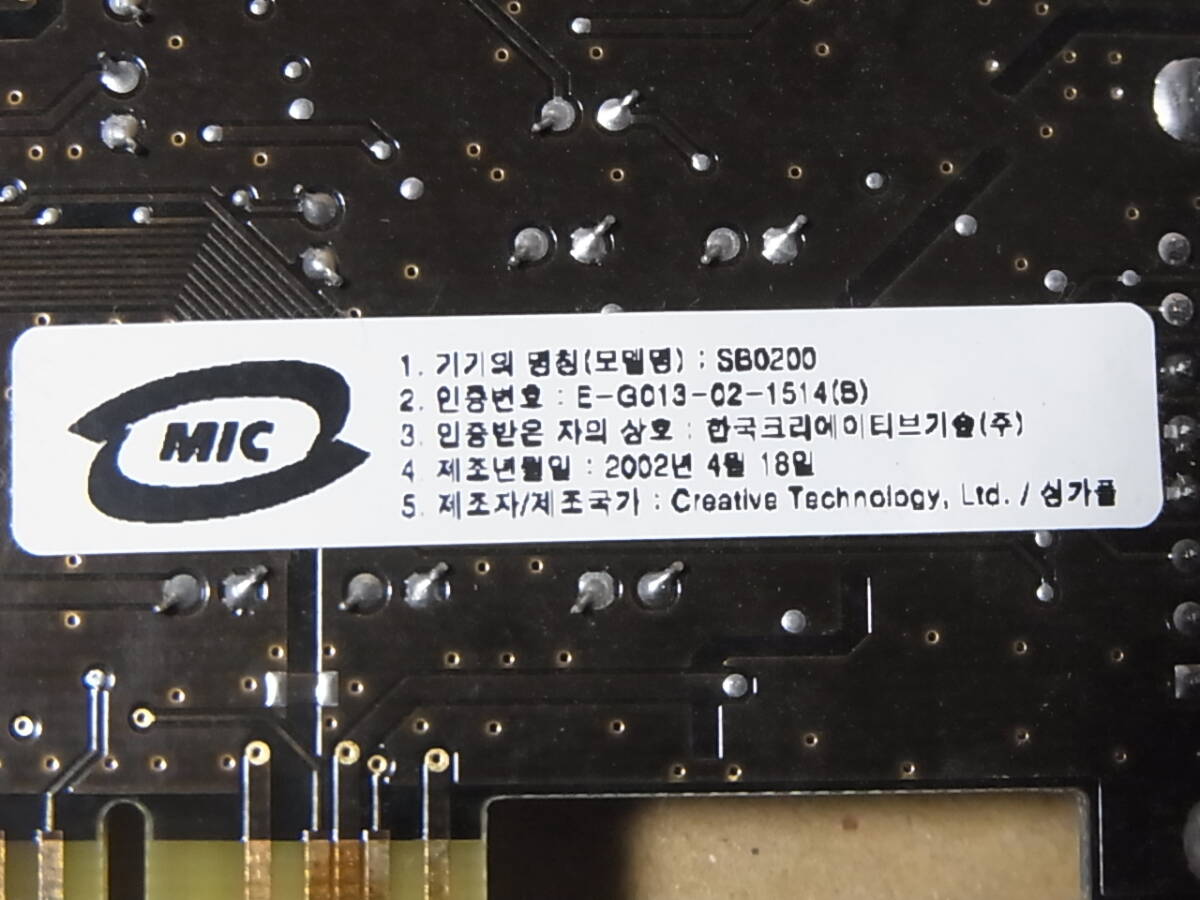 MIC
1. 기기의 명칭(모델명) : SB0200
2. 인증번호 : E-G013-02-1514(B)
3. 인증받은 자의 상호 : 한국크리에이티브기술(주)
4. 제조년월일 : 2002년 4월 18일
5. 제조자/제조국가 : Creative Technology, Ltd. / 싱가폴